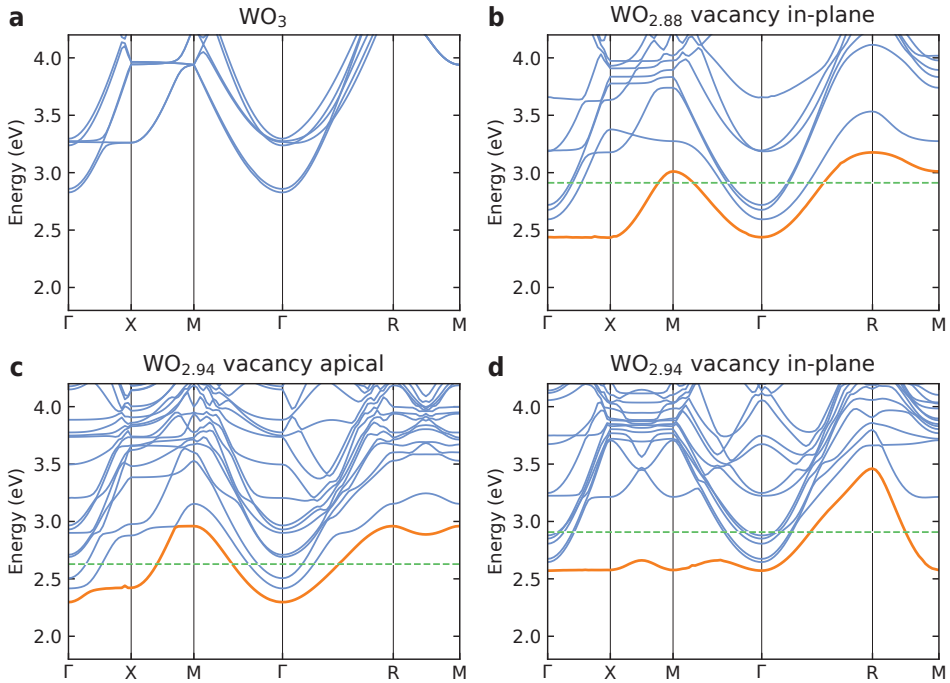 a
WO₃
Energy (eV)
4.0
3.5
3.0
2.5
2.0
Γ X M Γ R M
b
WO₂.₈₈ vacancy in-plane
Energy (eV)
4.0
3.5
3.0
2.5
2.0
Γ X M Γ R M
c
WO₂.₉₄ vacancy apical
Energy (eV)
4.0
3.5
3.0
2.5
2.0
Γ X M Γ R M
d
WO₂.₉₄ vacancy in-plane
Energy (eV)
4.0
3.5
3.0
2.5
2.0
Γ X M Γ R M